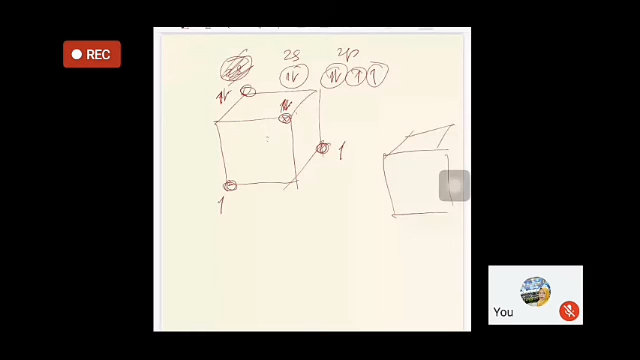 REC
2s 2p
⇅ ⇅ ↑ ↑
⇅ ⇅
1
1
You